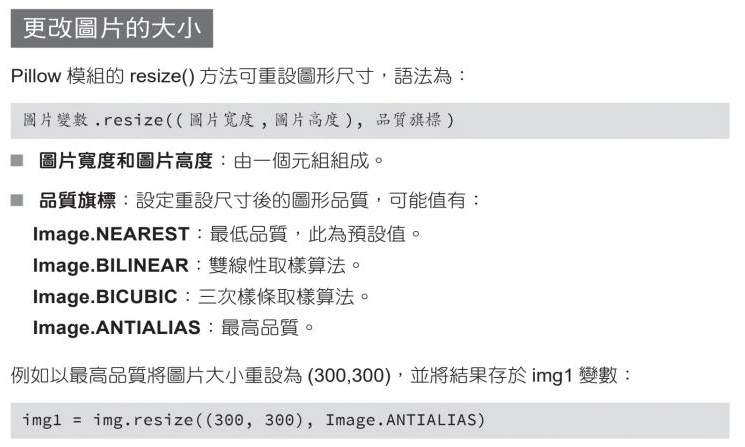 更改圖片的大小
Pillow 模組的 resize() 方法可重設圖形尺寸，語法為：
圖片變數 .resize(( 圖片寬度 , 圖片高度 ), 品質旗標 )
■ 圖片寬度和圖片高度：由一個元組組成。
■ 品質旗標：設定重設尺寸後的圖形品質，可能值有：
Image.NEAREST：最低品質，此為預設值。
Image.BILINEAR：雙線性取樣算法。
Image.BICUBIC：三次樣條取樣算法。
Image.ANTIALIAS：最高品質。
例如以最高品質將圖片大小重設為 (300,300)，並將結果存於 img1 變數：
img1 = img.resize((300, 300), Image.ANTIALIAS)